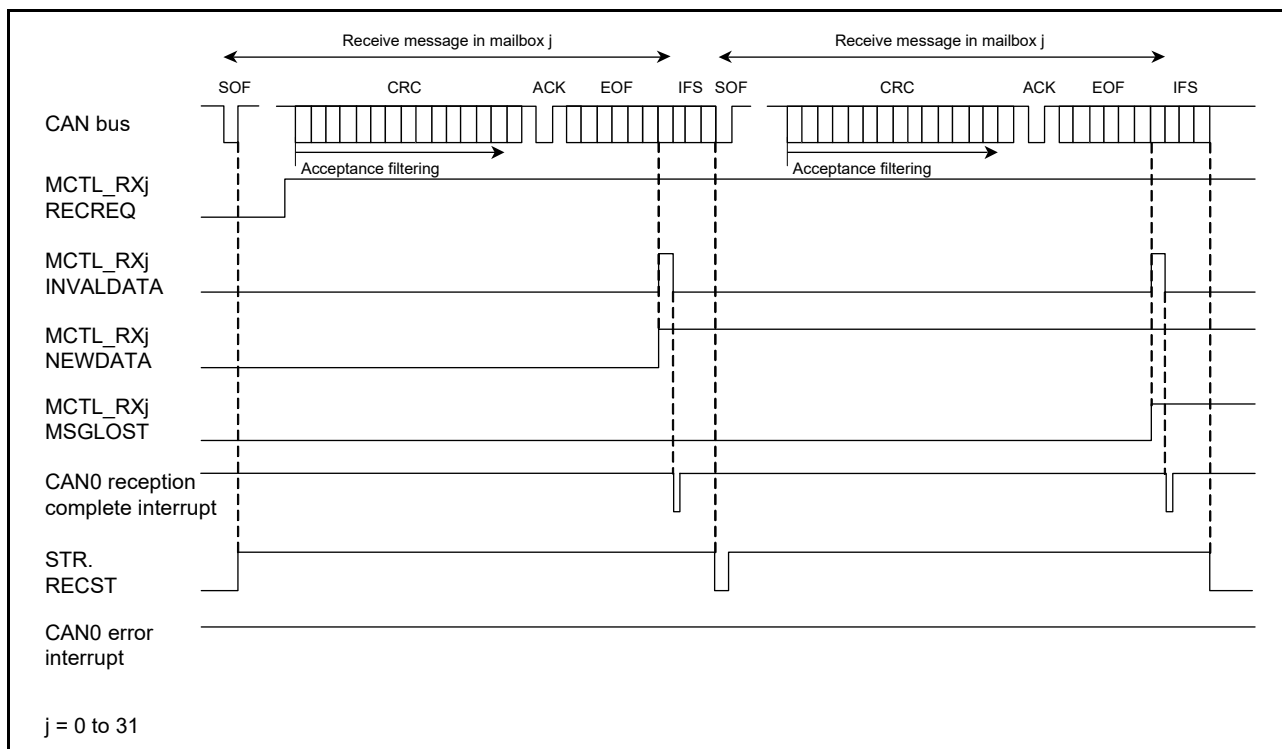 Receive message in mailbox j
Receive message in mailbox j
SOF
CRC
ACK
EOF
IFS
SOF
CRC
ACK
EOF
IFS
CAN bus
Acceptance filtering
Acceptance filtering
MCTL_RXj
RECREQ
MCTL_RXj
INVALDATA
MCTL_RXj
NEWDATA
MCTL_RXj
MSGLOST
CAN0 reception
complete interrupt
STR.
RECST
CAN0 error
interrupt
j = 0 to 31